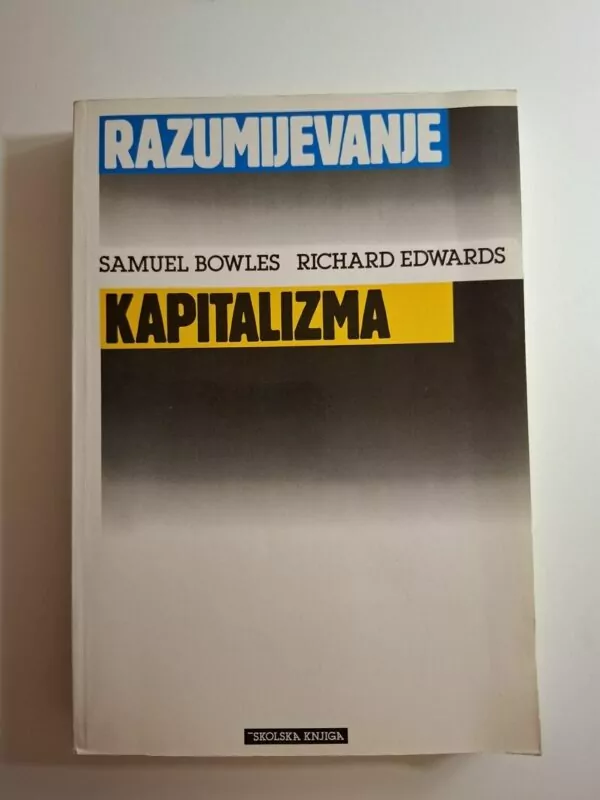 RAZUMIJEVANJE
SAMUEL BOWLES RICHARD EDWARDS
KAPITALIZMA
ŠKOLSKA KNJIGA